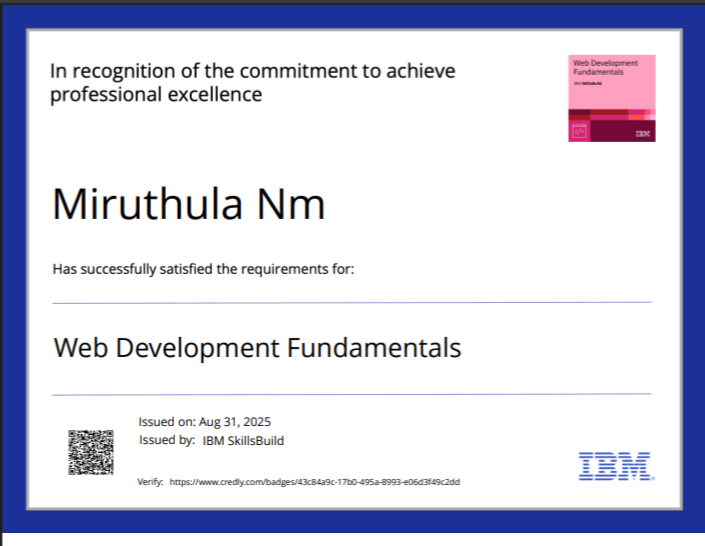 In recognition of the commitment to achieve
professional excellence
Web Development
Fundamentals
IBM SkillsBuild
IBM
Miruthula Nm
Has successfully satisfied the requirements for:
Web Development Fundamentals
Issued on: Aug 31, 2025
Issued by: IBM SkillsBuild
Verify: https://www.credly.com/badges/43c84a9c-17b0-495a-8993-e06d3f49c2dd
IBM